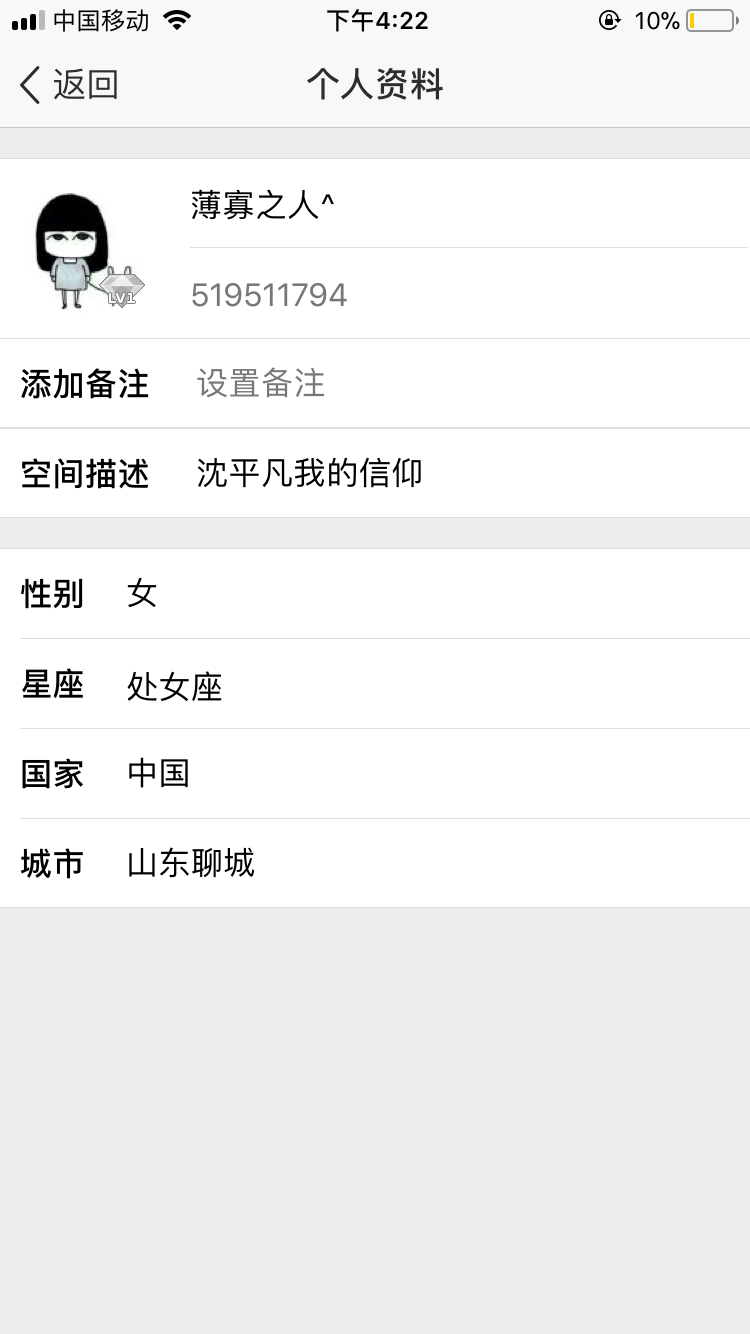 中国移动 下午4:22 10%
返回 个人资料
薄寡之人^
LV1
519511794
添加备注 设置备注
空间描述 沈平凡我的信仰
性别 女
星座 处女座
国家 中国
城市 山东聊城